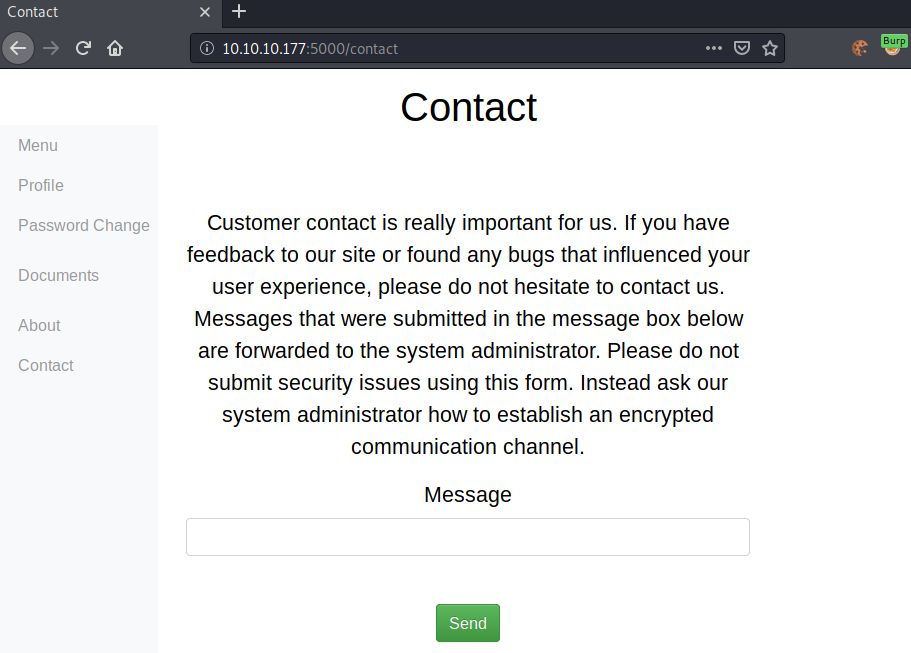 Contact
10.10.10.177:5000/contact
Burp
Contact
Menu
Profile
Password Change
Documents
About
Contact
Customer contact is really important for us. If you have
feedback to our site or found any bugs that influenced your
user experience, please do not hesitate to contact us.
Messages that were submitted in the message box below
are forwarded to the system administrator. Please do not
submit security issues using this form. Instead ask our
system administrator how to establish an encrypted
communication channel.
Message
Send